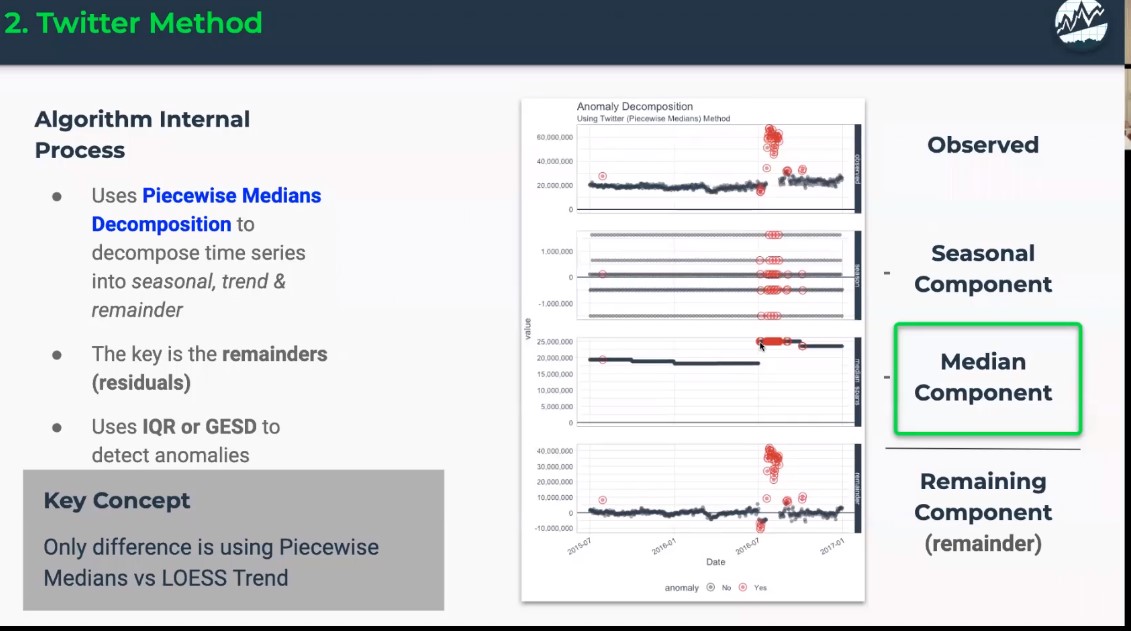 2. Twitter Method
Algorithm Internal
Process
● Uses Piecewise Medians
Decomposition to
decompose time series
into seasonal, trend &
remainder
● The key is the remainders
(residuals)
● Uses IQR or GESD to
detect anomalies
Key Concept
Only difference is using Piecewise
Medians vs LOESS Trend
Anomaly Decomposition
Using Twitter (Piecewise Medians) Method
value
60,000,000
40,000,000
20,000,000
0
observed
1,000,000
0
-1,000,000
season
25,000,000
20,000,000
15,000,000
10,000,000
5,000,000
0
median_spans
40,000,000
30,000,000
20,000,000
10,000,000
0
-10,000,000
remainder
2015-07
2016-01
2016-07
2017-01
Date
anomaly No Yes
Observed
- Seasonal
Component
- Median
Component
Remaining
Component
(remainder)